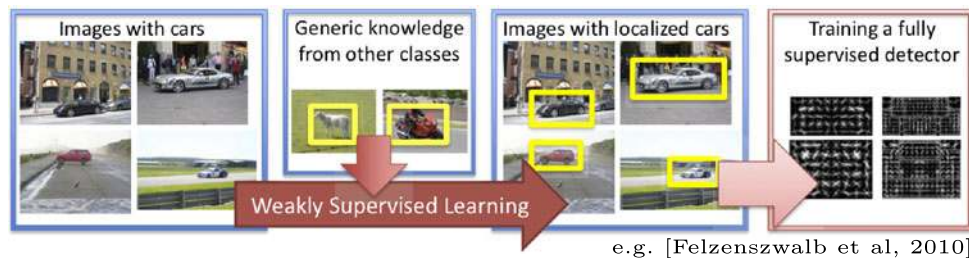 Images with cars
Generic knowledge
from other classes
Images with localized cars
Training a fully
supervised detector
Weakly Supervised Learning
e.g. [Felzenszwalb et al, 2010]